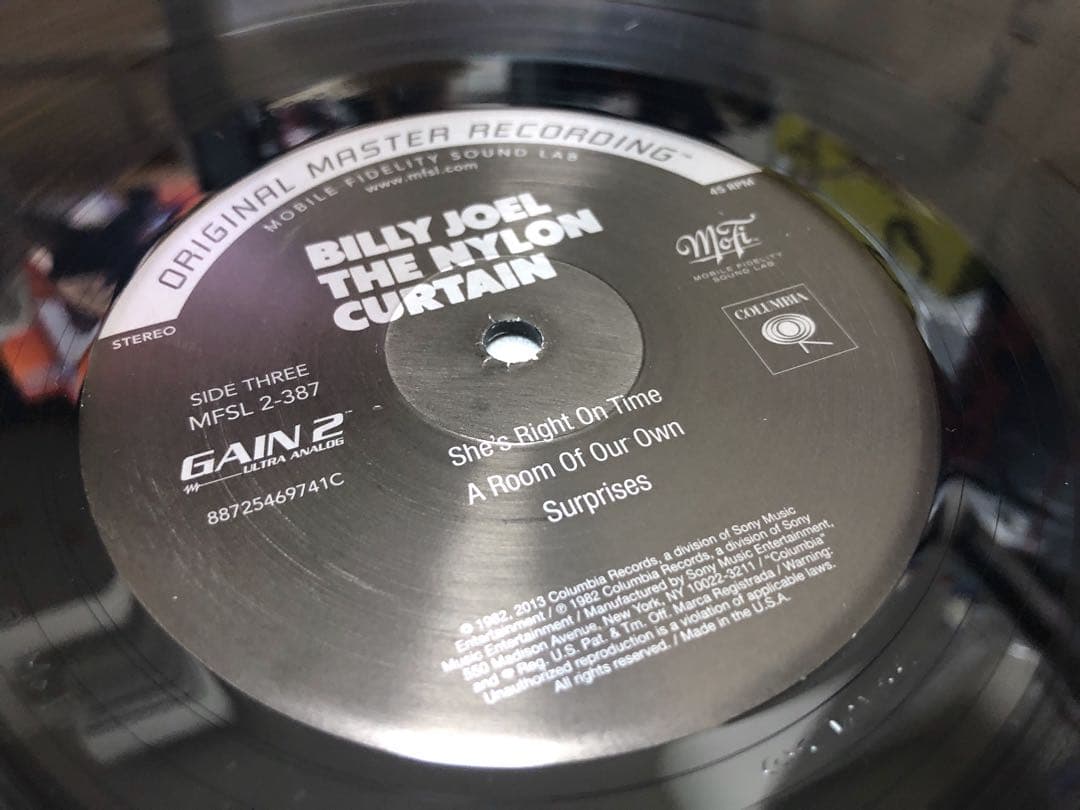 ORIGINAL MASTER RECORDING™
MOBILE FIDELITY SOUND LAB
www.mfsl.com
STEREO
45 RPM
BILLY JOEL
THE NYLON
CURTAIN
MoFi
MOBILE FIDELITY
SOUND LAB
COLUMBIA
SIDE THREE
MFSL 2-387
GAIN 2™
ULTRA ANALOG
88725469741C
She's Right On Time
A Room Of Our Own
Surprises
© 1982, 2013 Columbia Records, a division of Sony Music
Entertainment / ℗ 1982 Columbia Records, a division of Sony
Music Entertainment / Manufactured by Sony Music Entertainment,
550 Madison Avenue, New York, NY 10022-3211 / "Columbia"
and Reg. U.S. Pat. & Tm. Off. Marca Registrada / Warning:
Unauthorized reproduction is a violation of applicable laws.
All rights reserved. / Made in the U.S.A.